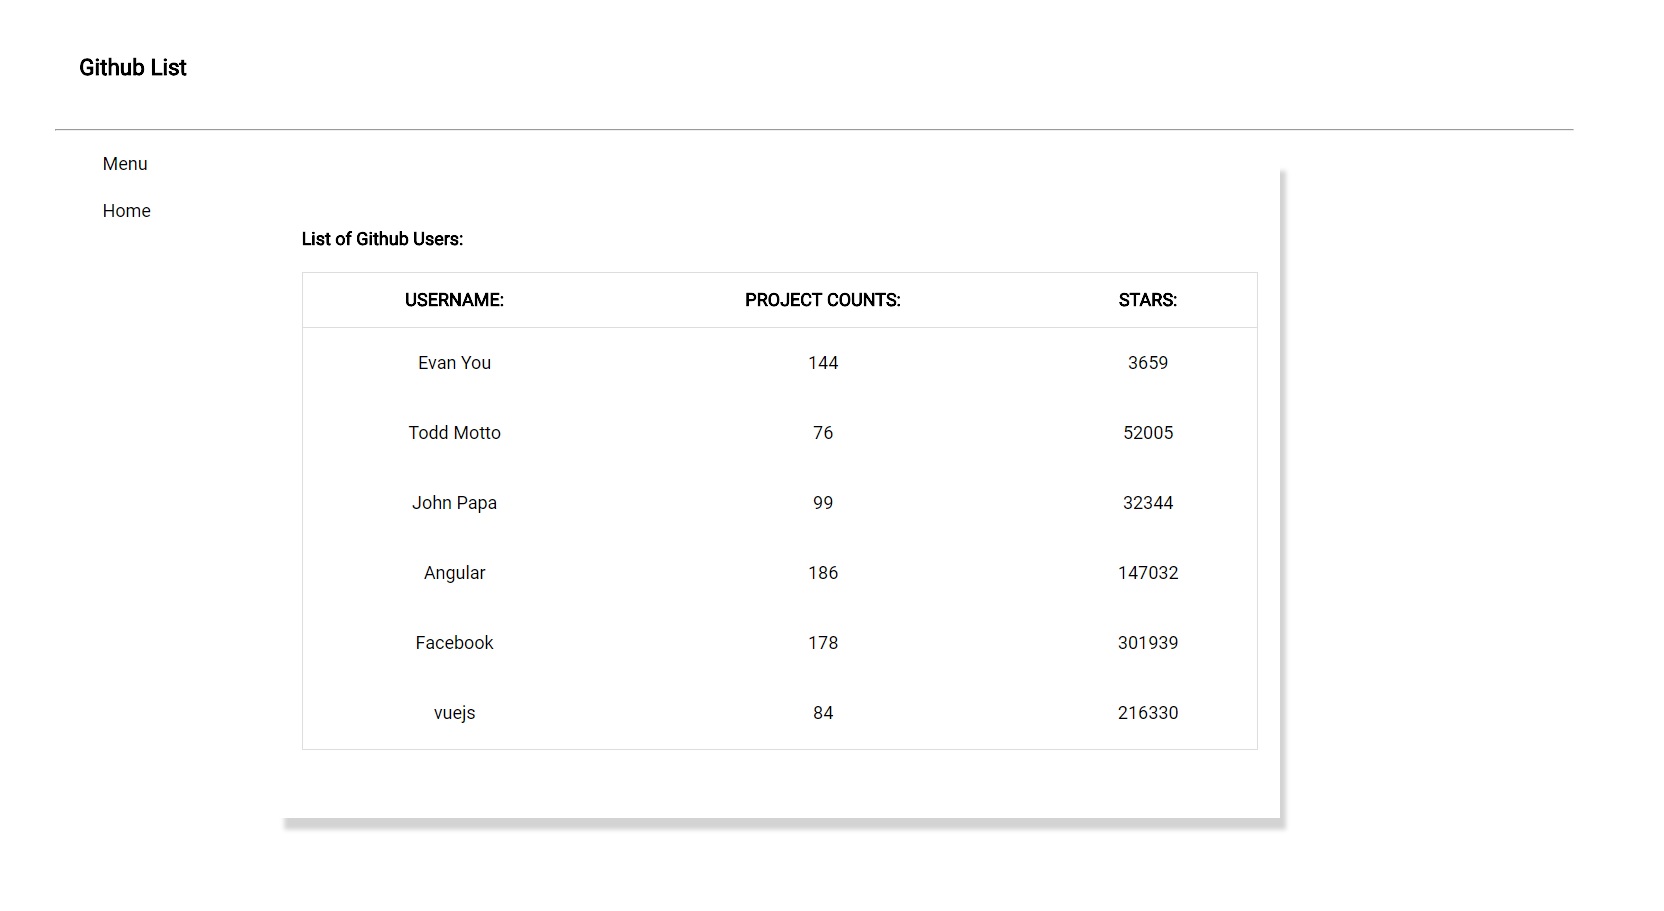 Github List
Menu
Home
List of Github Users:
USERNAME: PROJECT COUNTS: STARS:
Evan You 144 3659
Todd Motto 76 52005
John Papa 99 32344
Angular 186 147032
Facebook 178 301939
vuejs 84 216330